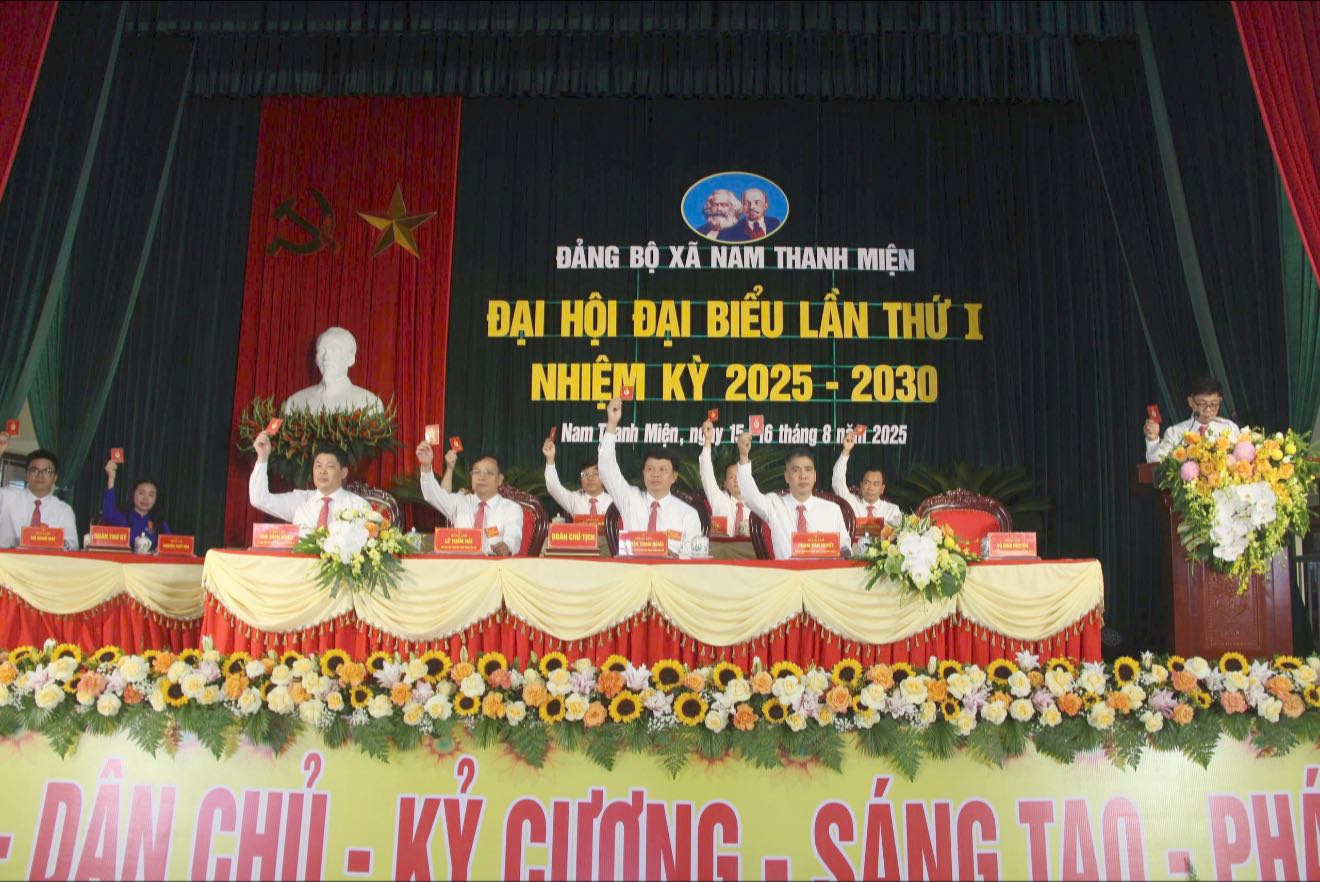 ĐẢNG BỘ XÃ NAM THANH MIỆN
ĐẠI HỘI ĐẠI BIỂU LẦN THỨ I
NHIỆM KỲ 2025 - 2030
Nam Thanh Miện, ngày 15-16 tháng 8 năm 2025
ĐOÀN THƯ KÝ
LÊ TUẤN HẢI
ĐOÀN CHỦ TỊCH
- DÂN CHỦ - KỶ CƯƠNG - SÁNG TẠO - PHÁ